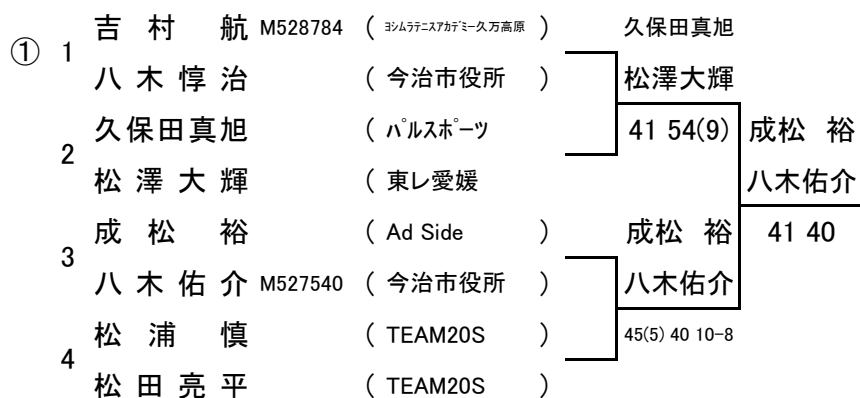 ① 1
吉 村 航 M528784 ( ﾖｼﾑﾗﾃﾆｽｱｶﾃﾞﾐｰ久万高原 ) 久保田真旭
八 木 惇 治 ( 今治市役所 ) 松澤大輝
2
久保田真旭 ( ﾊﾟﾙｽﾎﾟｰﾂ 41 54(9) 成松 裕
松 澤 大 輝 ( 東レ愛媛 八木佑介
3
成 松 裕 ( Ad Side ) 成松 裕 41 40
八 木 佑 介 M527540 ( 今治市役所 ) 八木佑介
4
松 浦 慎 ( TEAM20S ) 45(5) 40 10-8
松 田 亮 平 ( TEAM20S )